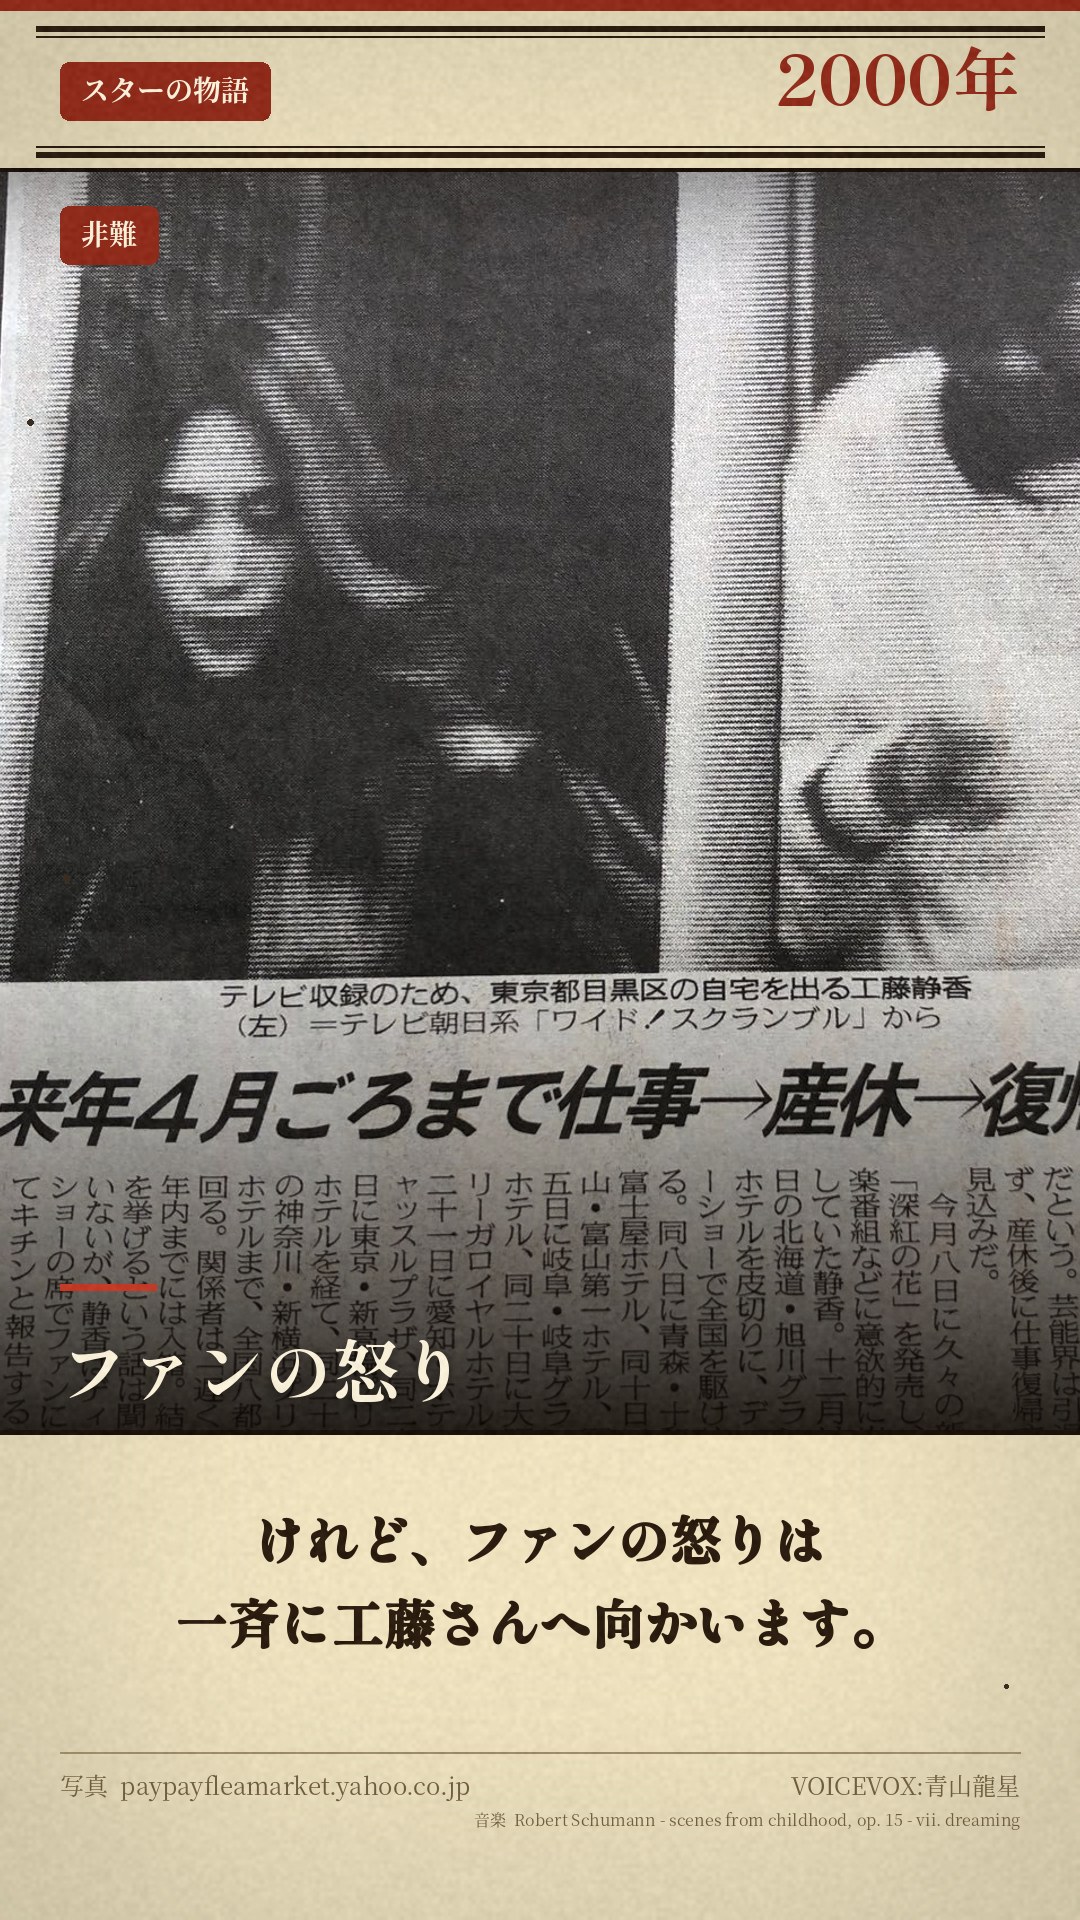 スターの物語
2000年
非難
テレビ収録のため、東京都目黒区の自宅を出る工藤静香
（左）＝テレビ朝日系「ワイド！スクランブル」から
来年4月ごろまで仕事→産休→復
だという。芸能界は引
ず、産休後に仕事復帰
見込みだ。
今月八日に久々の新
「深紅の花」を発売し、
楽番組などに意欲的に
していた静香。十二月
日の北海道・旭川グラ
ホテルを皮切りに、デ
ーショーで全国を駆け
る。同八日に青森・十
富士屋ホテル、同十日
山・富山第一ホテル、
五日に岐阜・岐阜グラ
ホテル、同二十日に大
リーガロイヤルホテル
二十一日に愛知
ャッスルプラザ、同二
日に東京・新高
ホテルを経て、同
の神奈川・新横
ホテルまで、全
回る。関係者は
年内までには入
を挙げるという話は聞
いないが、静香
ショーの席でファンに
てキチンと報告する
ファンの怒り
けれど、ファンの怒りは
一斉に工藤さんへ向かいます。
写真 paypayfleamarket.yahoo.co.jp
VOICEVOX:青山龍星
音楽 Robert Schumann - scenes from childhood, op. 15 - vii. dreaming